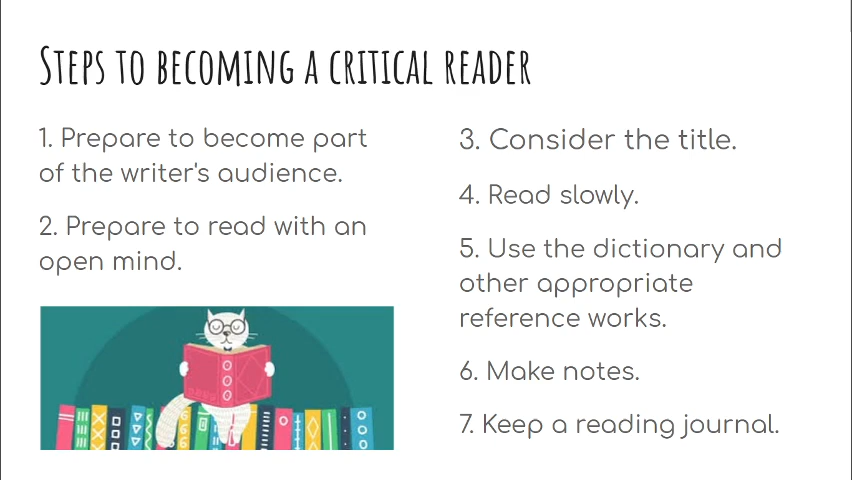 STEPS TO BECOMING A CRITICAL READER
1. Prepare to become part
of the writer's audience.
2. Prepare to read with an
open mind.
3. Consider the title.
4. Read slowly.
5. Use the dictionary and
other appropriate
reference works.
6. Make notes.
7. Keep a reading journal.